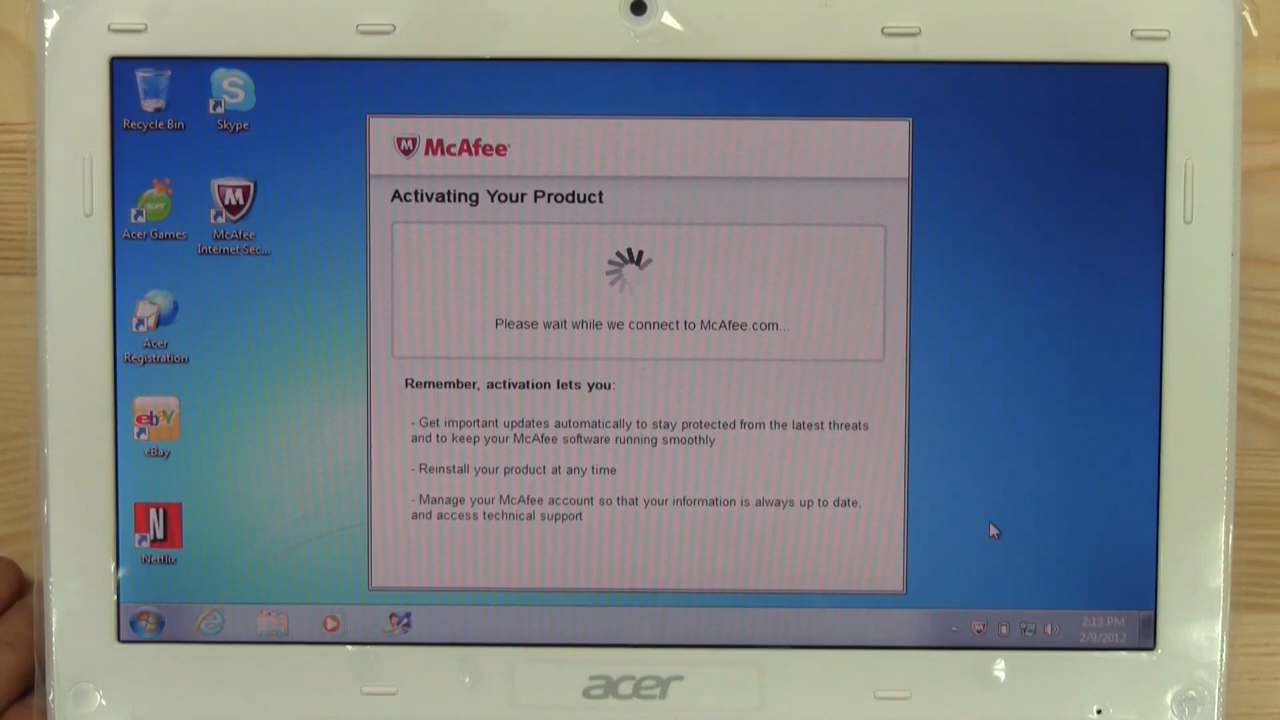 Recycle Bin
S
Skype
acer
Acer Games
M
McAfee
Internet Sec...
Acer
Registration
ebY
eBay
N
Netflix
McAfee
Activating Your Product
Please wait while we connect to McAfee.com...
Remember, activation lets you:
- Get important updates automatically to stay protected from the latest threats
and to keep your McAfee software running smoothly
- Reinstall your product at any time
- Manage your McAfee account so that your information is always up to date,
and access technical support
2:13 PM
2/9/2012
acer